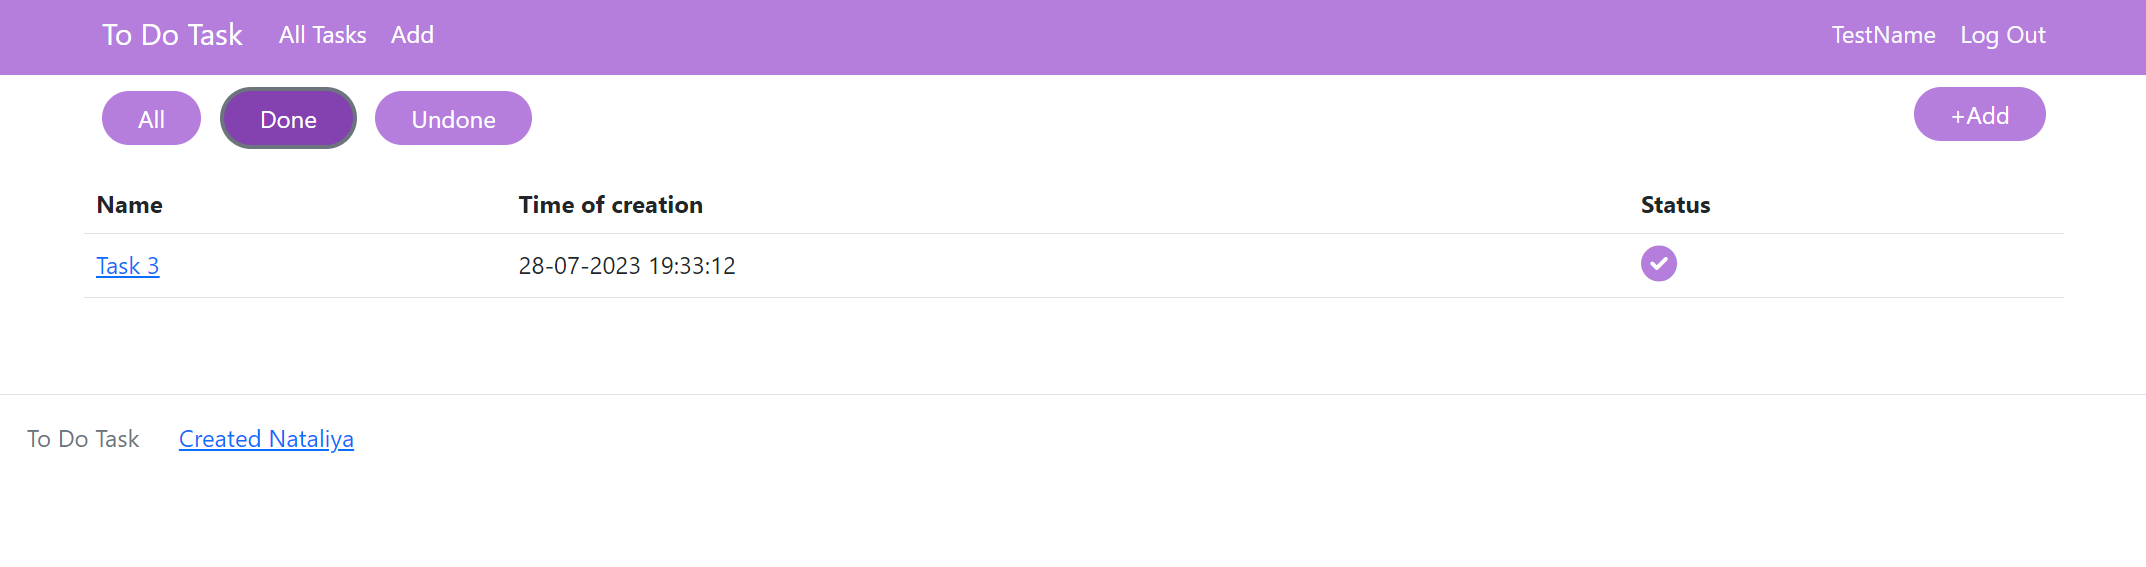 To Do Task All Tasks Add TestName Log Out
All Done Undone +Add
Name Time of creation Status
Task 3 28-07-2023 19:33:12
To Do Task Created Nataliya